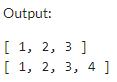 Output:
[ 1, 2, 3 ]
[ 1, 2, 3, 4 ]